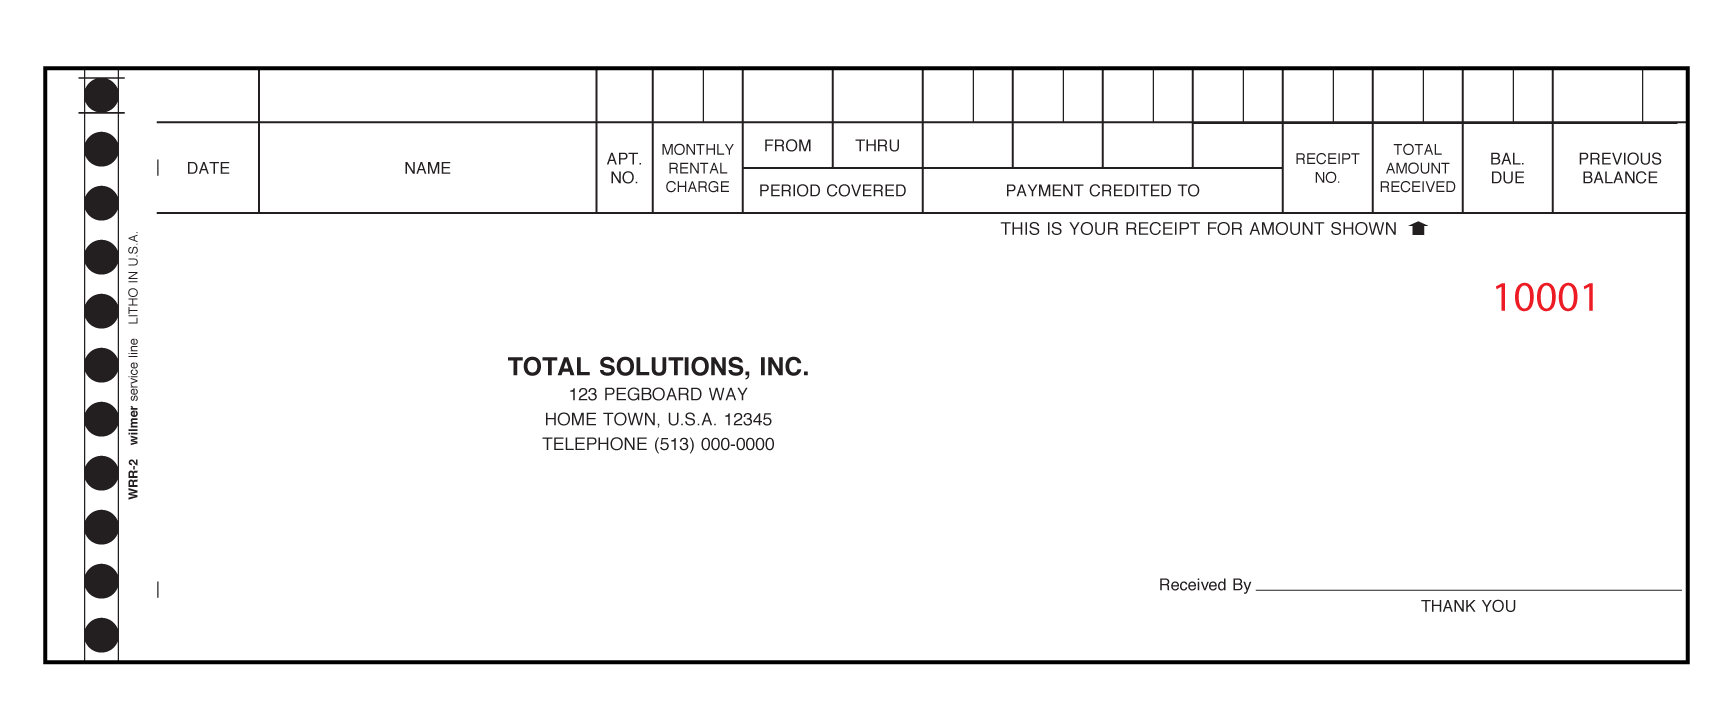 DATE
NAME
APT.
NO.
MONTHLY
RENTAL
CHARGE
FROM
THRU
PERIOD COVERED
PAYMENT CREDITED TO
RECEIPT
NO.
TOTAL
AMOUNT
RECEIVED
BAL.
DUE
PREVIOUS
BALANCE
THIS IS YOUR RECEIPT FOR AMOUNT SHOWN
10001
WRR-2 wilmer service line LITHO IN U.S.A.
TOTAL SOLUTIONS, INC.
123 PEGBOARD WAY
HOME TOWN, U.S.A. 12345
TELEPHONE (513) 000-0000
Received By
THANK YOU